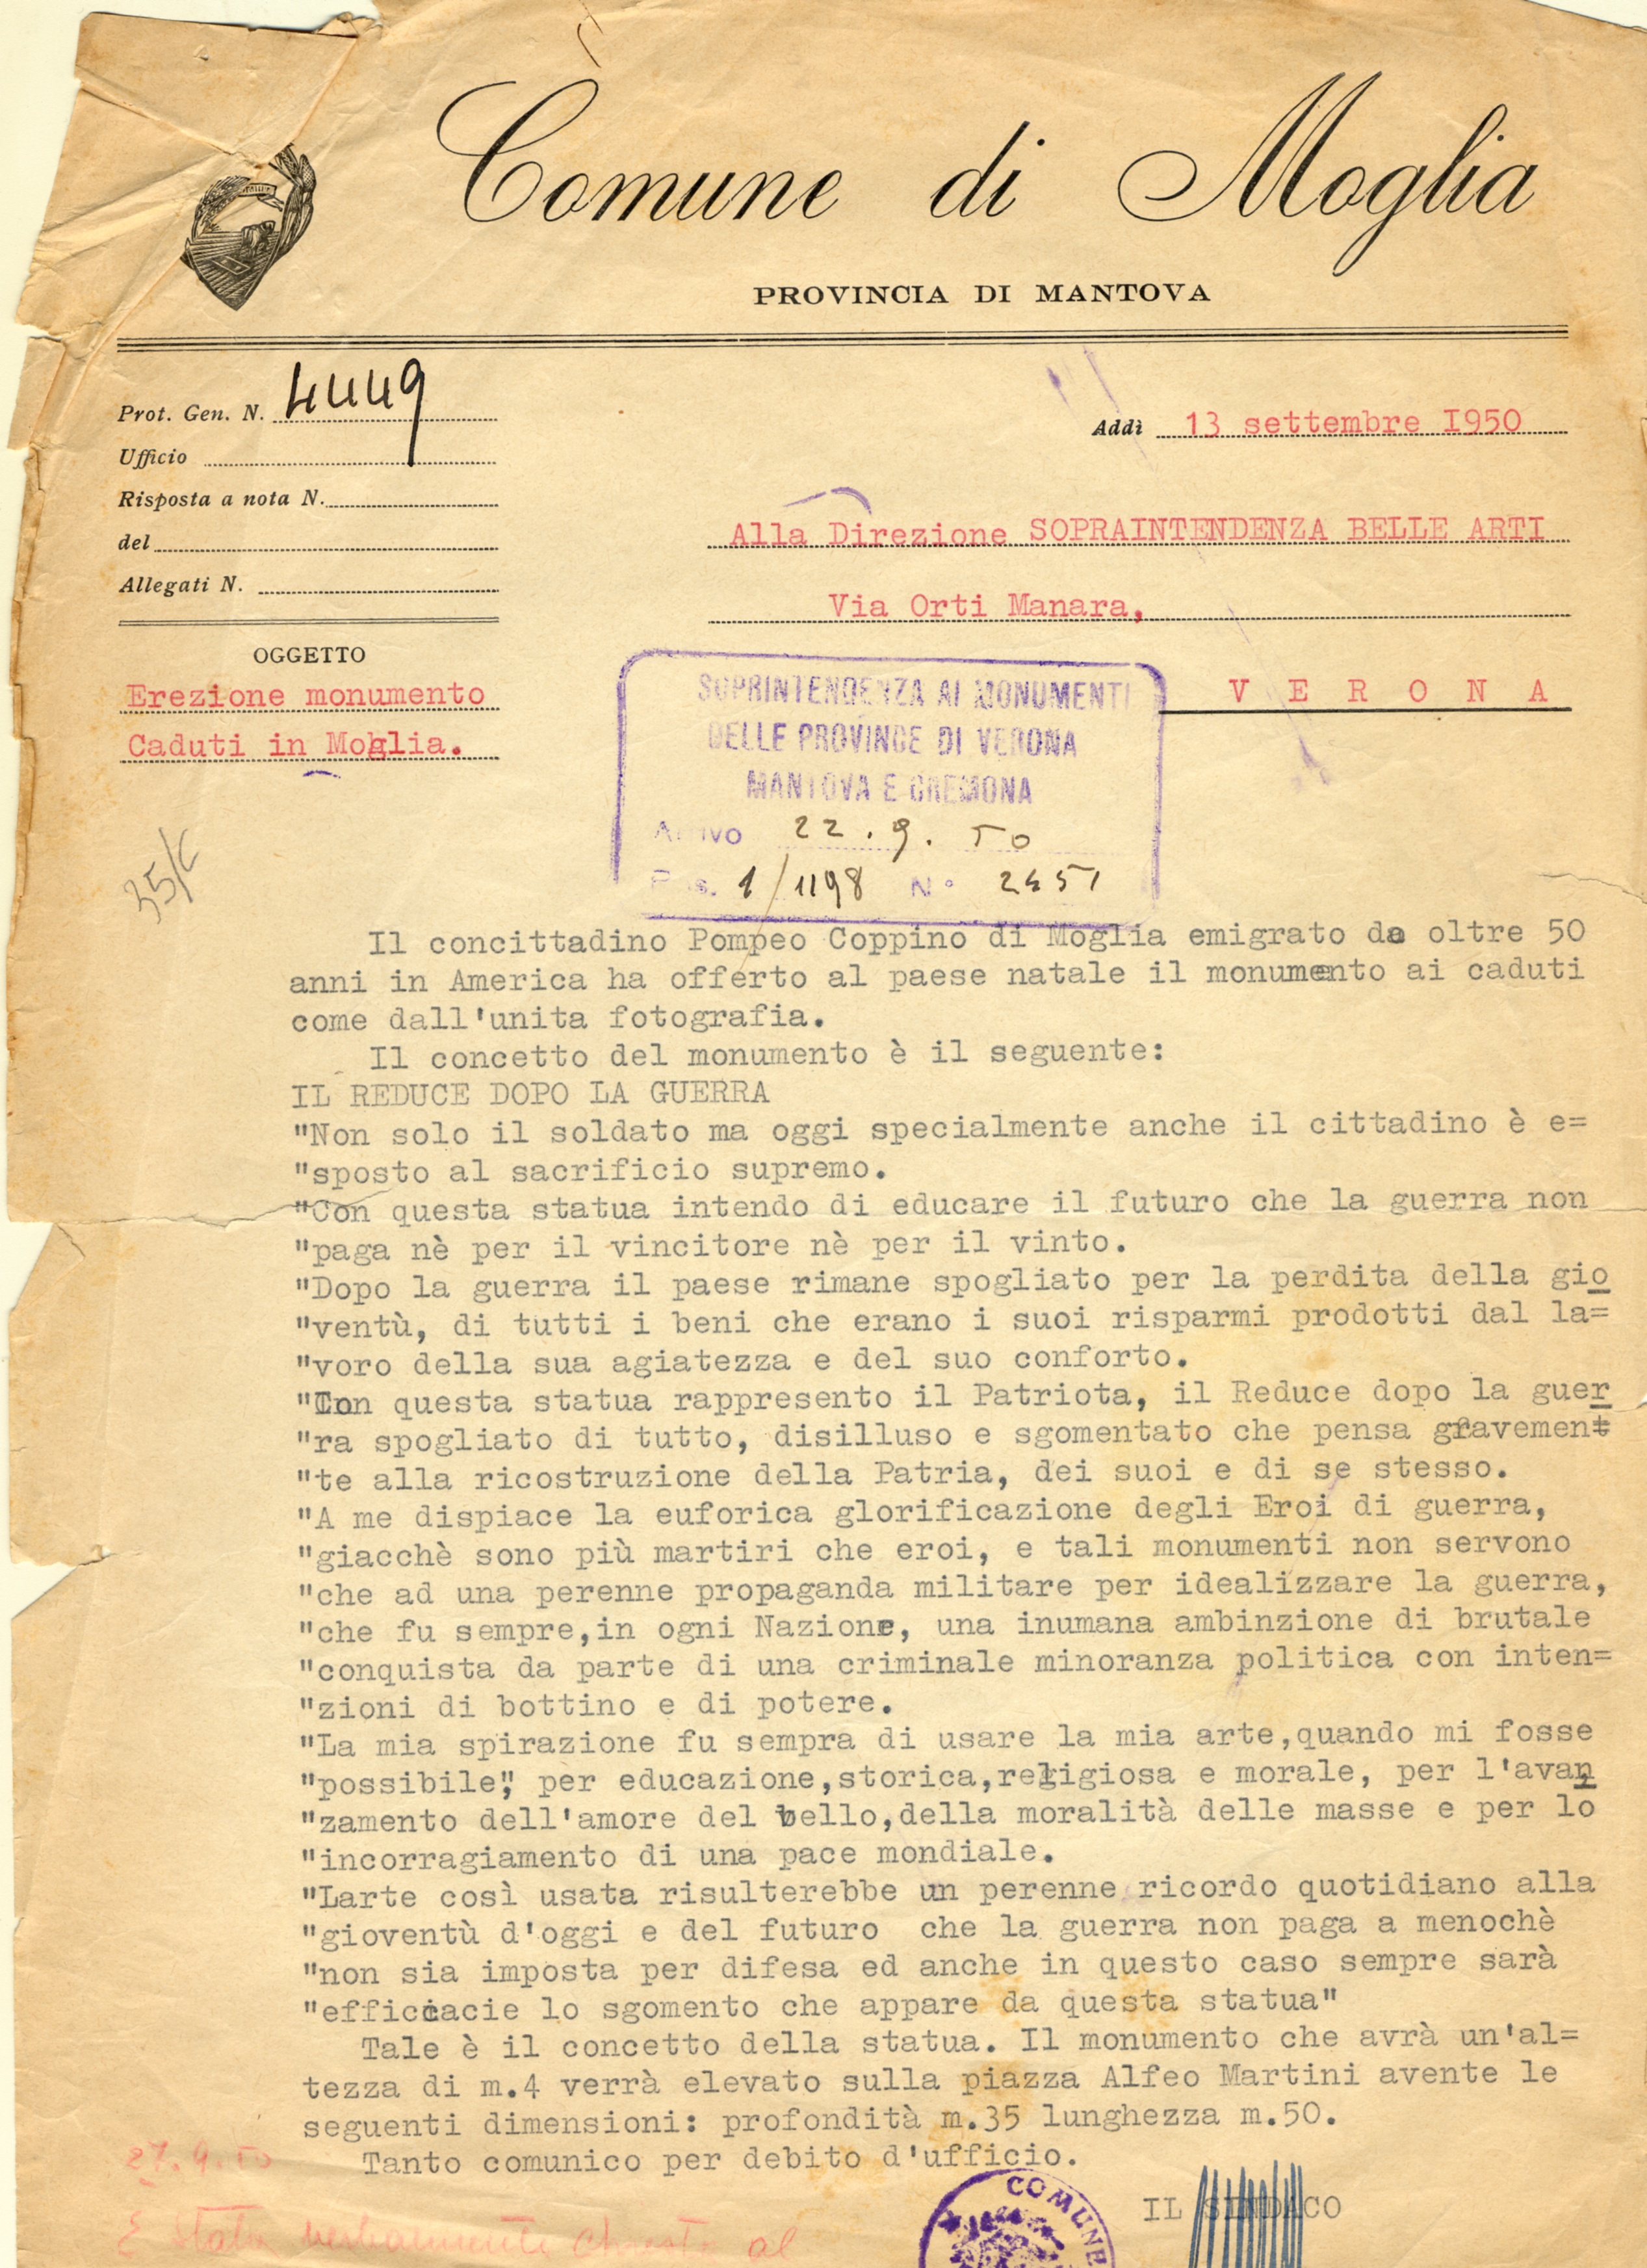 Comune di Moglia
PROVINCIA DI MANTOVA
Prot. Gen. N. 4449
Ufficio
Risposta a nota N.
del
Allegati N.
Addì 13 settembre I950
Alla Direzione SOPRAINTENDENZA BELLE ARTI
Via Orti Manara,
V E R O N A
OGGETTO
Erezione monumento
Caduti in Moglia.
SOPRINTENDENZA AI MONUMENTI
DELLE PROVINCE DI VERONA
MANTOVA E CREMONA
Arrivo 22.9.50
Pos. 1/1198 N° 2451
35/C
Il concittadino Pompeo Coppino di Moglia emigrato da oltre 50
anni in America ha offerto al paese natale il monumento ai caduti
come dall'unita fotografia.
Il concetto del monumento è il seguente:
IL REDUCE DOPO LA GUERRA
"Non solo il soldato ma oggi specialmente anche il cittadino è e=
"sposto al sacrificio supremo.
"Con questa statua intendo di educare il futuro che la guerra non
"paga nè per il vincitore nè per il vinto.
"Dopo la guerra il paese rimane spogliato per la perdita della gio
"ventù, di tutti i beni che erano i suoi risparmi prodotti dal la=
"voro della sua agiatezza e del suo conforto.
"Con questa statua rappresento il Patriota, il Reduce dopo la guer
"ra spogliato di tutto, disilluso e sgomentato che pensa gravement
"te alla ricostruzione della Patria, dei suoi e di se stesso.
"A me dispiace la euforica glorificazione degli Eroi di guerra,
"giacchè sono più martiri che eroi, e tali monumenti non servono
"che ad una perenne propaganda militare per idealizzare la guerra,
"che fu sempre,in ogni Nazione, una inumana ambinzione di brutale
"conquista da parte di una criminale minoranza politica con inten=
"zioni di bottino e di potere.
"La mia spirazione fu sempra di usare la mia arte,quando mi fosse
"possibile", per educazione,storica,religiosa e morale, per l'avan
"zamento dell'amore del bello,della moralità delle masse e per lo
"incorragiamento di una pace mondiale.
"Larte così usata risulterebbe un perenne ricordo quotidiano alla
"gioventù d'oggi e del futuro che la guerra non paga a menochè
"non sia imposta per difesa ed anche in questo caso sempre sarà
"efficiacie lo sgomento che appare da questa statua"
Tale è il concetto della statua. Il monumento che avrà un'al=
tezza di m.4 verrà elevato sulla piazza Alfeo Martini avente le
seguenti dimensioni: profondità m.35 lunghezza m.50.
Tanto comunico per debito d'ufficio.
27.9.50
IL SINDACO
COMUNE
È stato verbalmente chiesto al